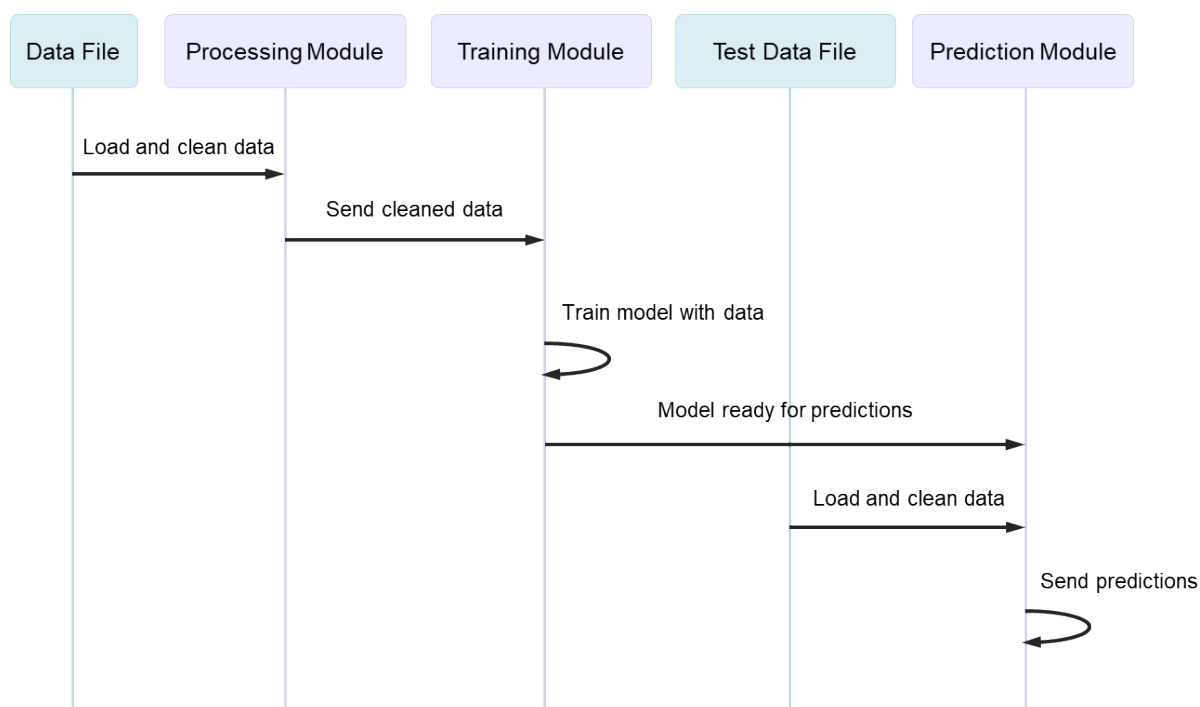 Data File
Processing Module
Training Module
Test Data File
Prediction Module
Load and clean data
Send cleaned data
Train model with data
Model ready for predictions
Load and clean data
Send predictions